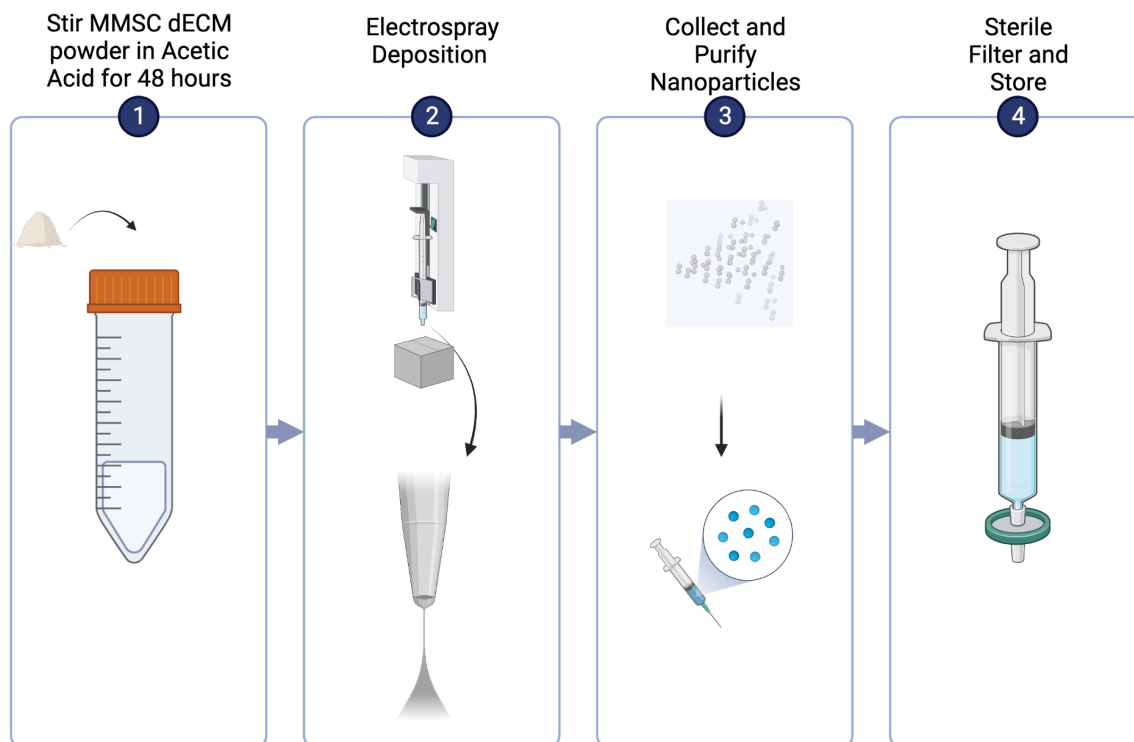 Stir MMSC dECM
powder in Acetic
Acid for 48 hours
1
Electrospray
Deposition
2
Collect and
Purify
Nanoparticles
3
Sterile
Filter and
Store
4